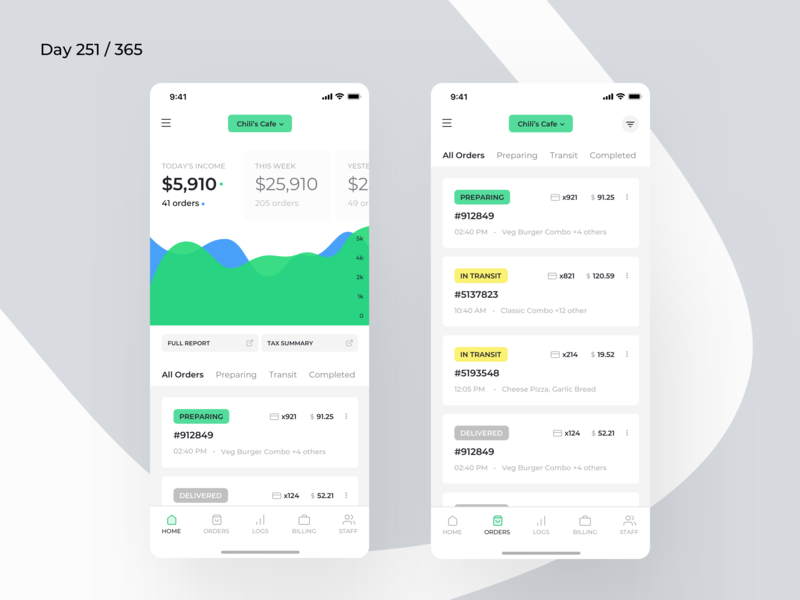 Day 251 / 365
9:41
Chili's Cafe
TODAY'S INCOME
$5,910
41 orders
THIS WEEK
$25,910
205 orders
YESTE
$2
49 or
5k
4k
2k
1k
0
FULL REPORT
TAX SUMMARY
All Orders Preparing Transit Completed
PREPARING x921 $ 91.25
#912849
02:40 PM • Veg Burger Combo +4 others
DELIVERED x124 $ 52.21
HOME ORDERS LOGS BILLING STAFF
9:41
Chili's Cafe
All Orders Preparing Transit Completed
PREPARING x921 $ 91.25
#912849
02:40 PM • Veg Burger Combo +4 others
IN TRANSIT x821 $ 120.59
#5137823
10:40 AM • Classic Combo +12 other
IN TRANSIT x214 $ 19.52
#5193548
12:05 PM • Cheese Pizza, Garlic Bread
DELIVERED x124 $ 52.21
#912849
02:40 PM • Veg Burger Combo +4 others
HOME ORDERS LOGS BILLING STAFF